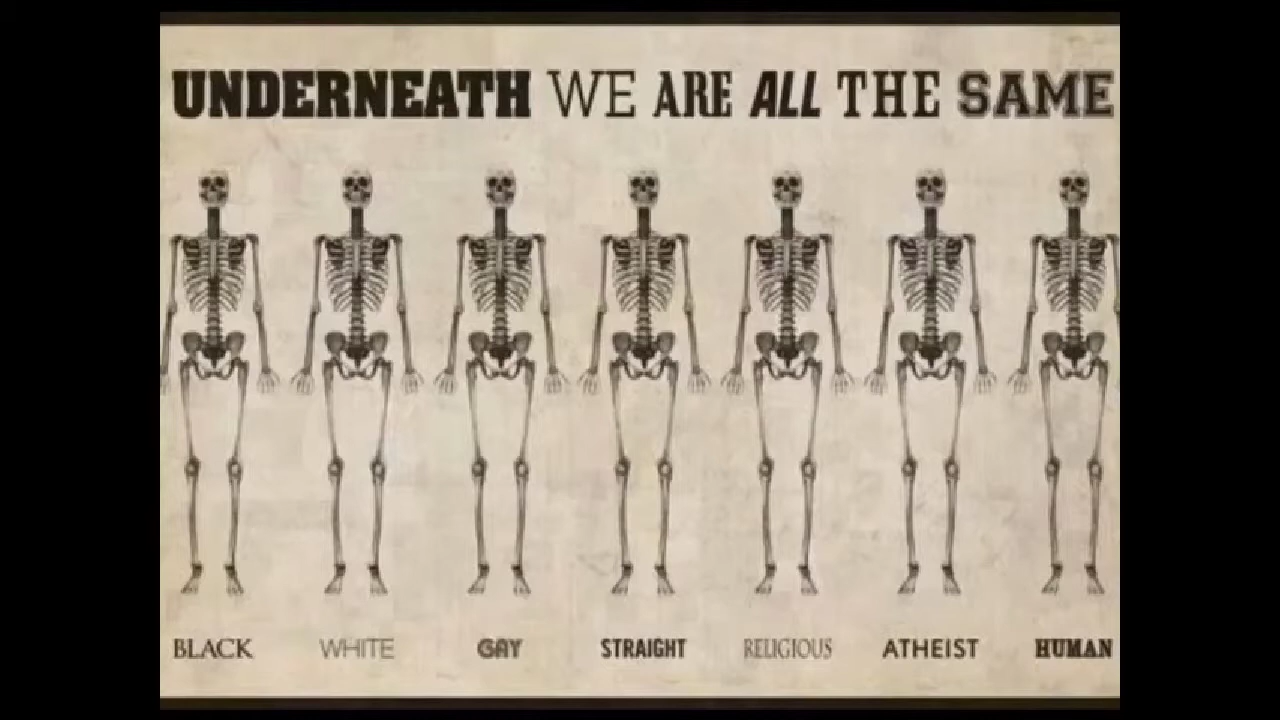 UNDERNEATH WE ARE ALL THE SAME
BLACK WHITE GAY STRAIGHT RELIGIOUS ATHEIST HUMAN